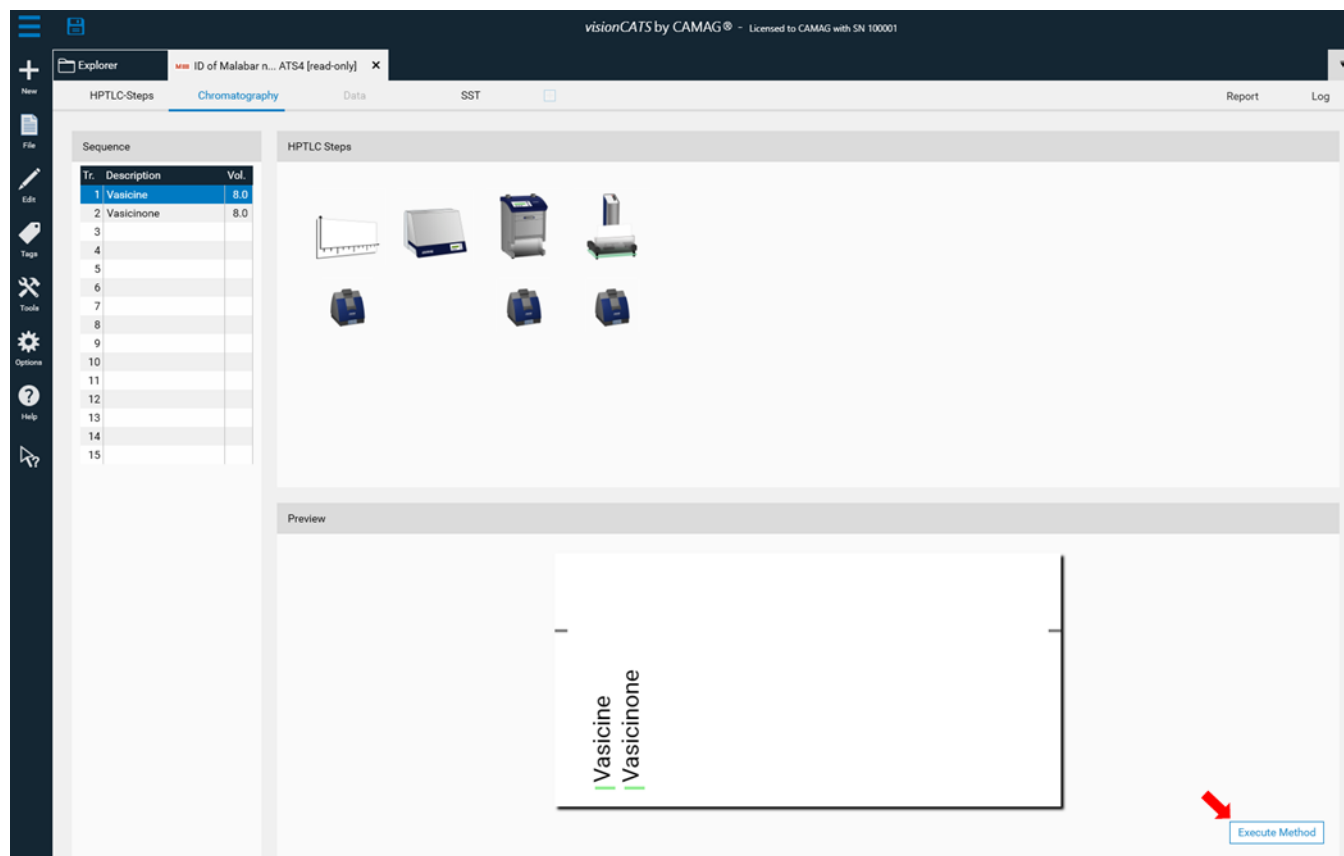 visionCATS by CAMAG® - Licensed to CAMAG with SN 100001
Explorer
ID of Malabar n... ATS4 [read-only] ×
New
HPTLC-Steps Chromatography Data SST Report Log
File
Edit
Tags
Tools
Options
Help
Sequence
Tr. Description Vol.
1 Vasicine 8.0
2 Vasicinone 8.0
3
4
5
6
7
8
9
10
11
12
13
14
15
HPTLC Steps
Preview
Vasicine
Vasicinone
Execute Method